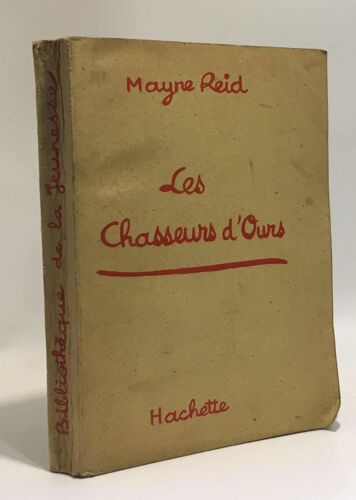 Mayne Reid
Les
Chasseurs d'Ours
Hachette
Bibliothèque de la Jeunesse